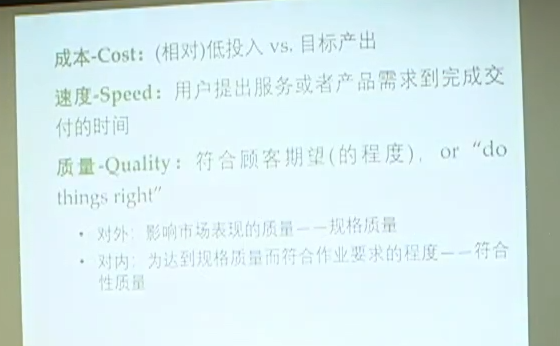 成本-Cost：(相对)低投入 vs. 目标产出
速度-Speed：用户提出服务或者产品需求到完成交
付的时间
质量-Quality：符合顾客期望(的程度)，or “do
things right”
• 对外：影响市场表现的质量——规格质量
• 对内：为达到规格质量而符合作业要求的程度——符合
性质量